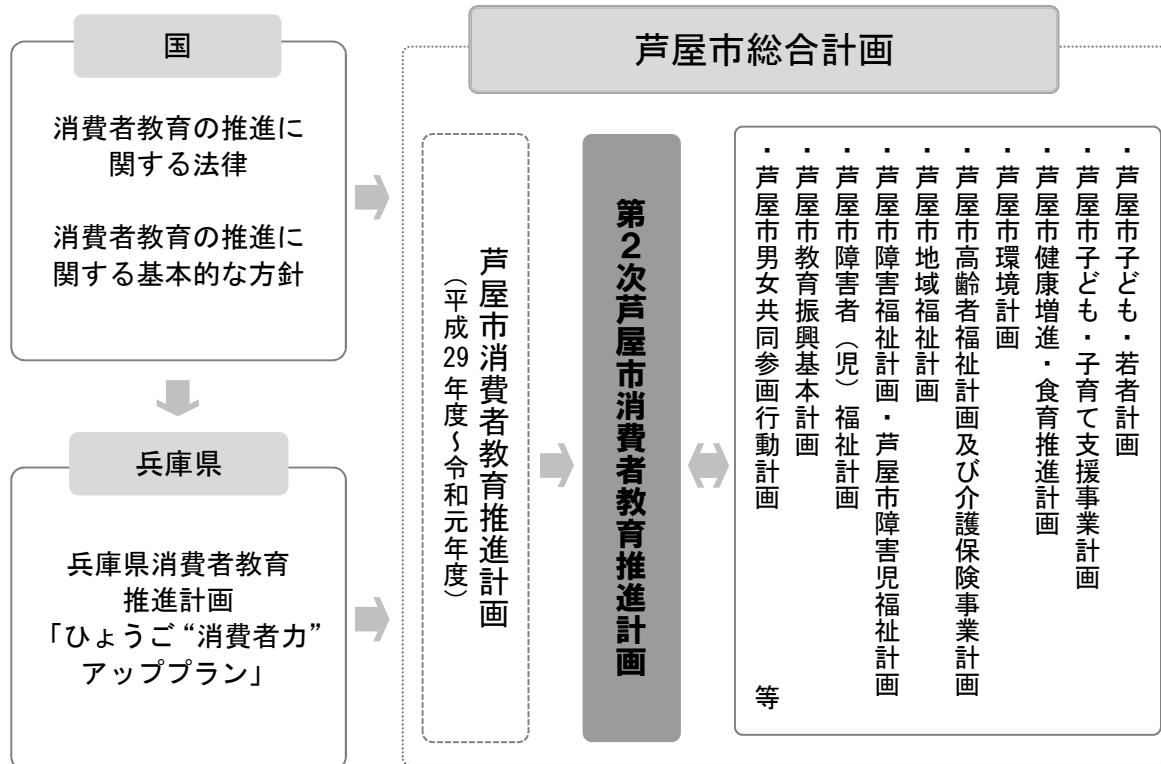 国
消費者教育の推進に
関する法律
消費者教育の推進に
関する基本的な方針
兵庫県
兵庫県消費者教育
推進計画
「ひょうご“消費者力”
アッププラン」
芦屋市総合計画
芦屋市消費者教育推進計画
（平成29年度～令和元年度）
第２次芦屋市消費者教育推進計画
・芦屋市子ども・若者計画
・芦屋市子ども・子育て支援事業計画
・芦屋市健康増進・食育推進計画
・芦屋市環境計画
・芦屋市高齢者福祉計画及び介護保険事業計画
・芦屋市地域福祉計画
・芦屋市障害福祉計画・芦屋市障害児福祉計画
・芦屋市障害者（児）福祉計画
・芦屋市教育振興基本計画
・芦屋市男女共同参画行動計画　等